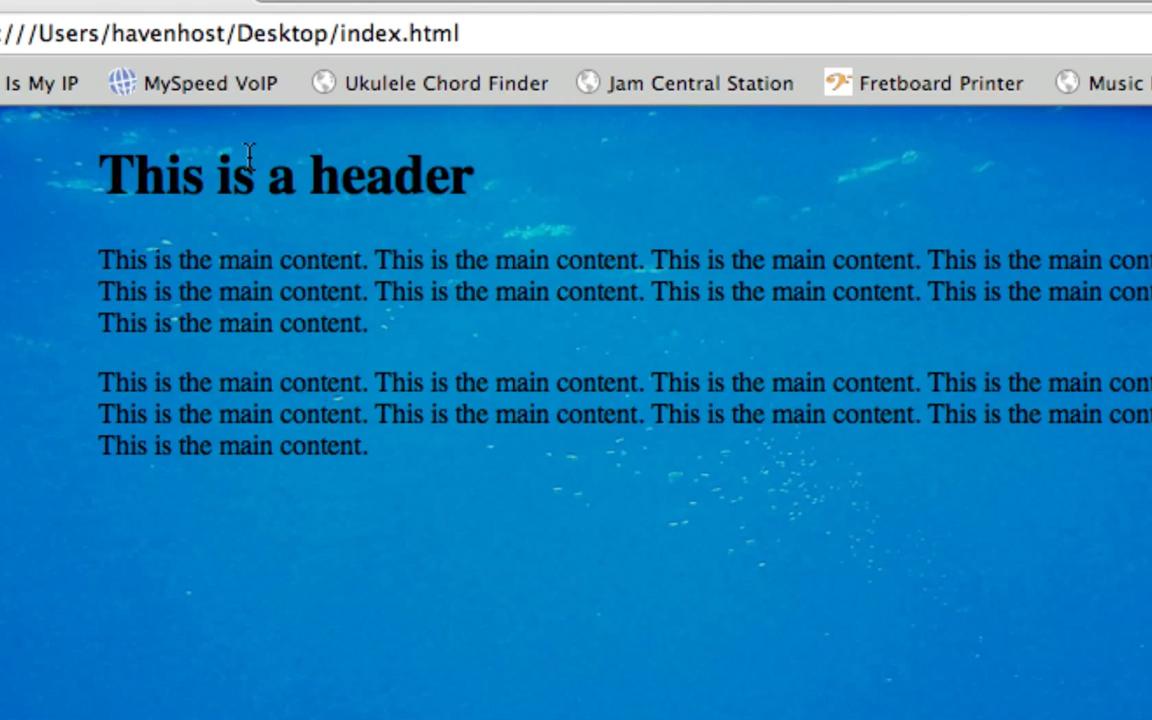 :///Users/havenhost/Desktop/index.html
Is My IP MySpeed VoIP Ukulele Chord Finder Jam Central Station Fretboard Printer Music
This is a header
This is the main content. This is the main content. This is the main content. This is the main
This is the main content. This is the main content. This is the main content. This is the main
This is the main content.
This is the main content. This is the main content. This is the main content. This is the main
This is the main content. This is the main content. This is the main content. This is the main
This is the main content.